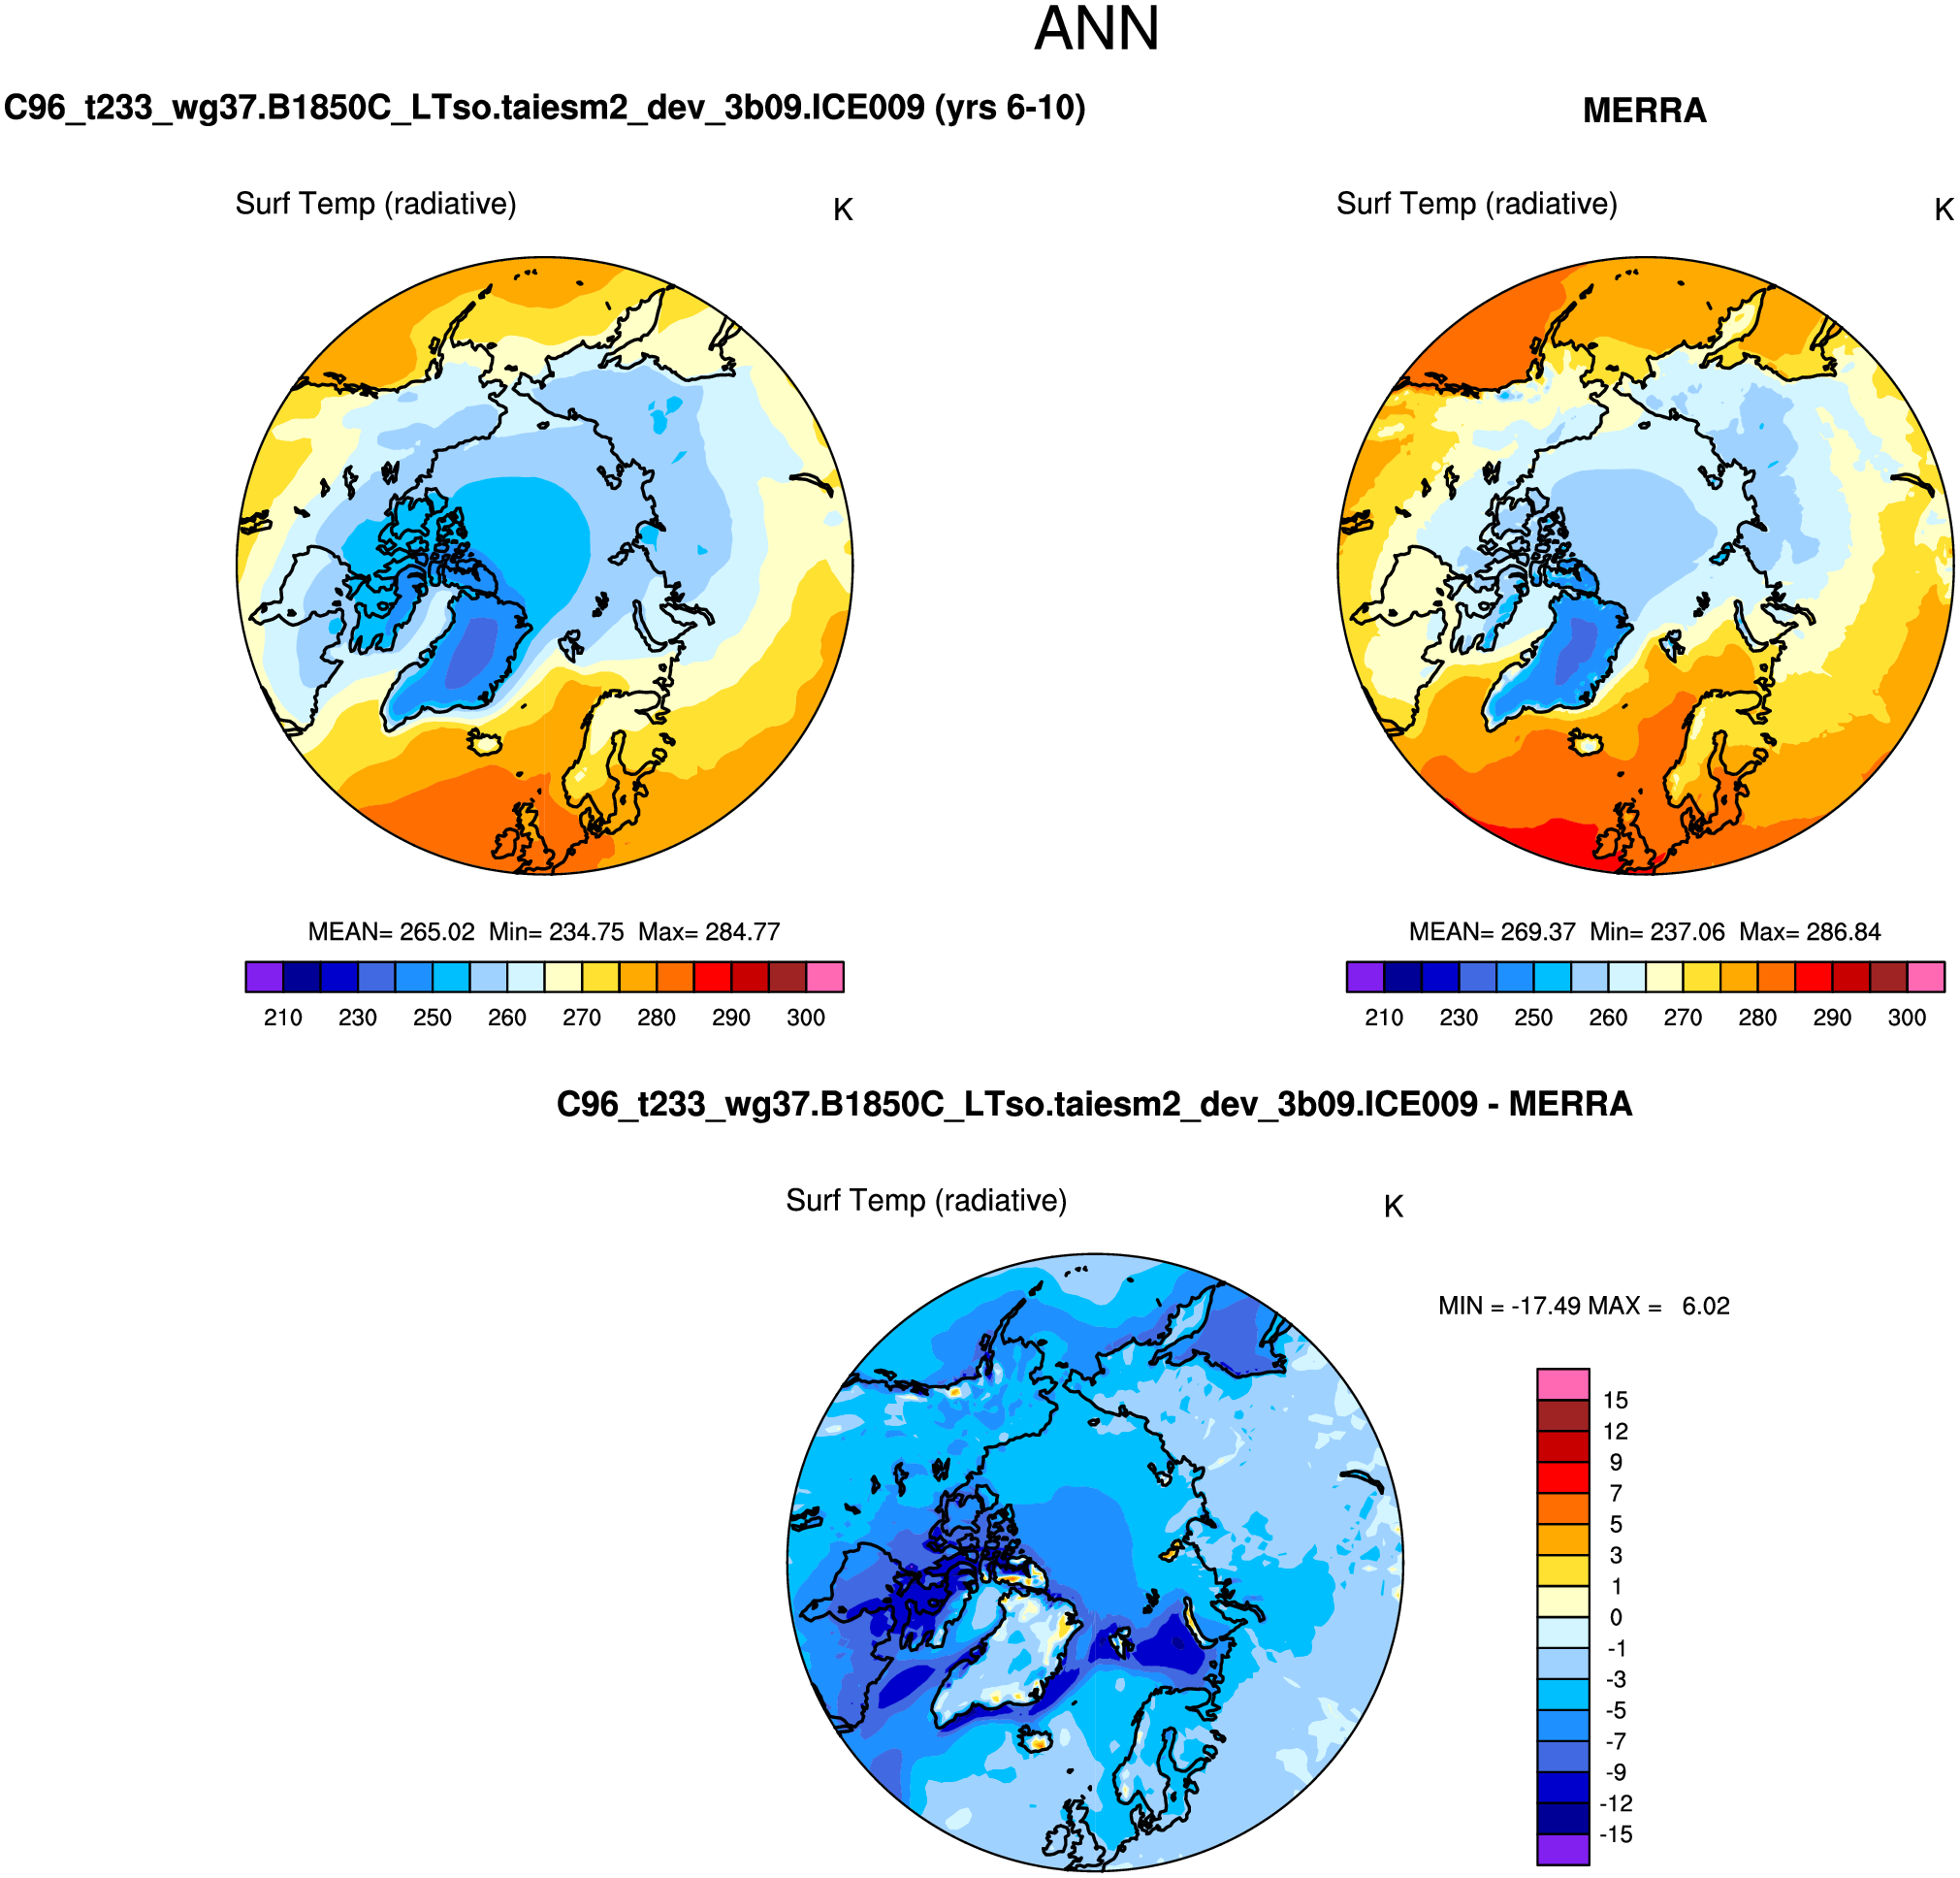 ANN
C96_t233_wg37.B1850C_LTso.taiesm2_dev_3b09.ICE009 (yrs 6-10)
MERRA
Surf Temp (radiative) K
Surf Temp (radiative) K
MEAN= 265.02 Min= 234.75 Max= 284.77
MEAN= 269.37 Min= 237.06 Max= 286.84
210 230 250 260 270 280 290 300
210 230 250 260 270 280 290 300
C96_t233_wg37.B1850C_LTso.taiesm2_dev_3b09.ICE009 - MERRA
Surf Temp (radiative) K
MIN = -17.49 MAX = 6.02
15
12
9
7
5
3
1
0
-1
-3
-5
-7
-9
-12
-15